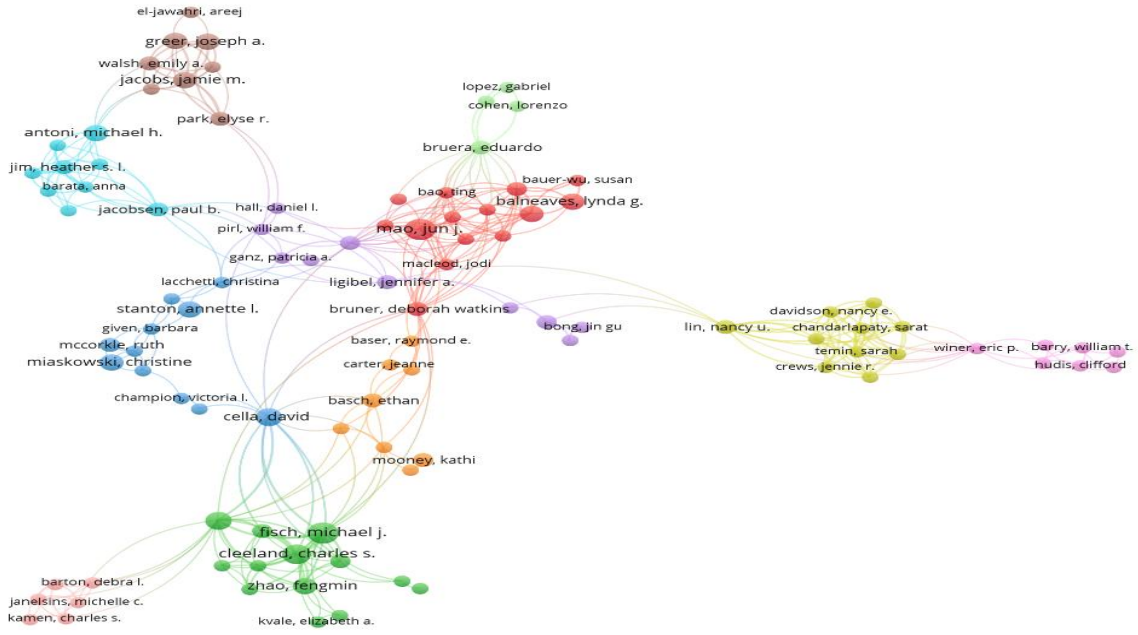 el-jawahri, areej
greer, joseph a.
walsh, emily a.
jacobs, jamie m.
park, elyse r.
antoni, michael h.
jim, heather s. l.
barata, anna
jacobsen, paul b.
lopez, gabriel
cohen, lorenzo
bruera, eduardo
bao, ting
bauer-wu, susan
balneaves, lynda g.
mao, jun j.
macleod, jodi
hall, daniel l.
pirl, william f.
ganz, patricia a.
ligibel, jennifer a.
lacchetti, christina
stanton, annette l.
given, barbara
mccorkle, ruth
miaskowski, christine
champion, victoria l.
cella, david
bruner, deborah watkins
bong, jin gu
baser, raymond e.
carter, jeanne
basch, ethan
mooney, kathi
lin, nancy u.
davidson, nancy e.
chandarlapaty, sarat
temin, sarah
crews, jennie r.
winer, eric p.
barry, william t.
hudis, clifford
fisch, michael j.
cleeland, charles s.
zhao, fengmin
kvale, elizabeth a.
barton, debra l.
janelsins, michelle c.
kamen, charles s.